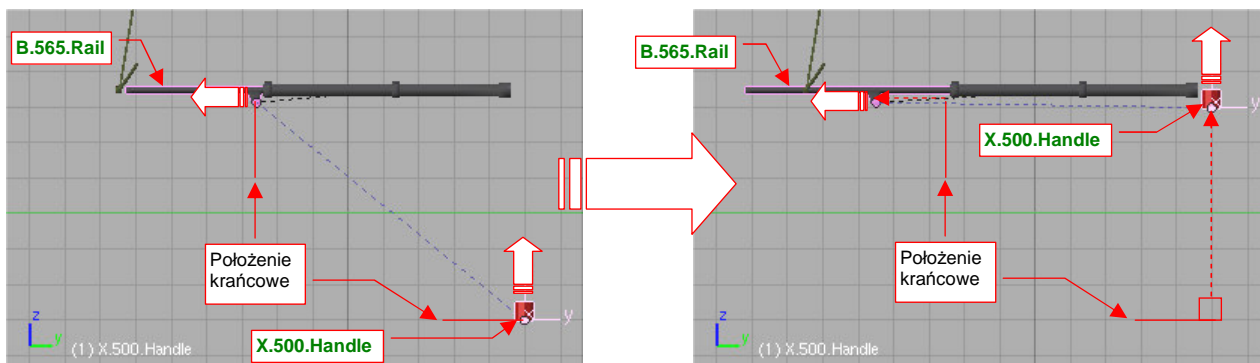 B.565.Rail
Położenie
krańcowe
X.500.Handle
y
z
y
(1) X.500.Handle
B.565.Rail
X.500.Handle
y
Położenie
krańcowe
z
y
(1) X.500.Handle